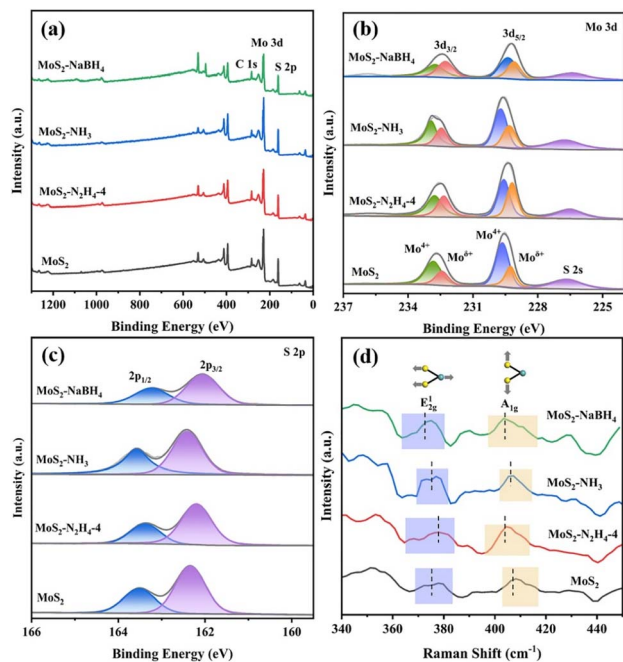 (a)
Mo 3d
C 1s
S 2p
MoS₂-NaBH₄
MoS₂-NH₃
MoS₂-N₂H₄-4
MoS₂
Intensity (a.u.)
1200 1000 800 600 400 200 0
Binding Energy (eV)
(b)
Mo 3d
3d₃/₂
3d₅/₂
MoS₂-NaBH₄
MoS₂-NH₃
MoS₂-N₂H₄-4
Mo⁴⁺
Mo^δ+
Mo⁴⁺
Mo^δ+
S 2s
MoS₂
Intensity (a.u.)
237 234 231 228 225
Binding Energy (eV)
(c)
S 2p
2p₁/₂
2p₃/₂
MoS₂-NaBH₄
MoS₂-NH₃
MoS₂-N₂H₄-4
MoS₂
Intensity (a.u.)
166 164 162 160
Binding Energy (eV)
(d)
E¹₂g
A₁g
MoS₂-NaBH₄
MoS₂-NH₃
MoS₂-N₂H₄-4
MoS₂
Intensity (a.u.)
340 360 380 400 420 440
Raman Shift (cm⁻¹)